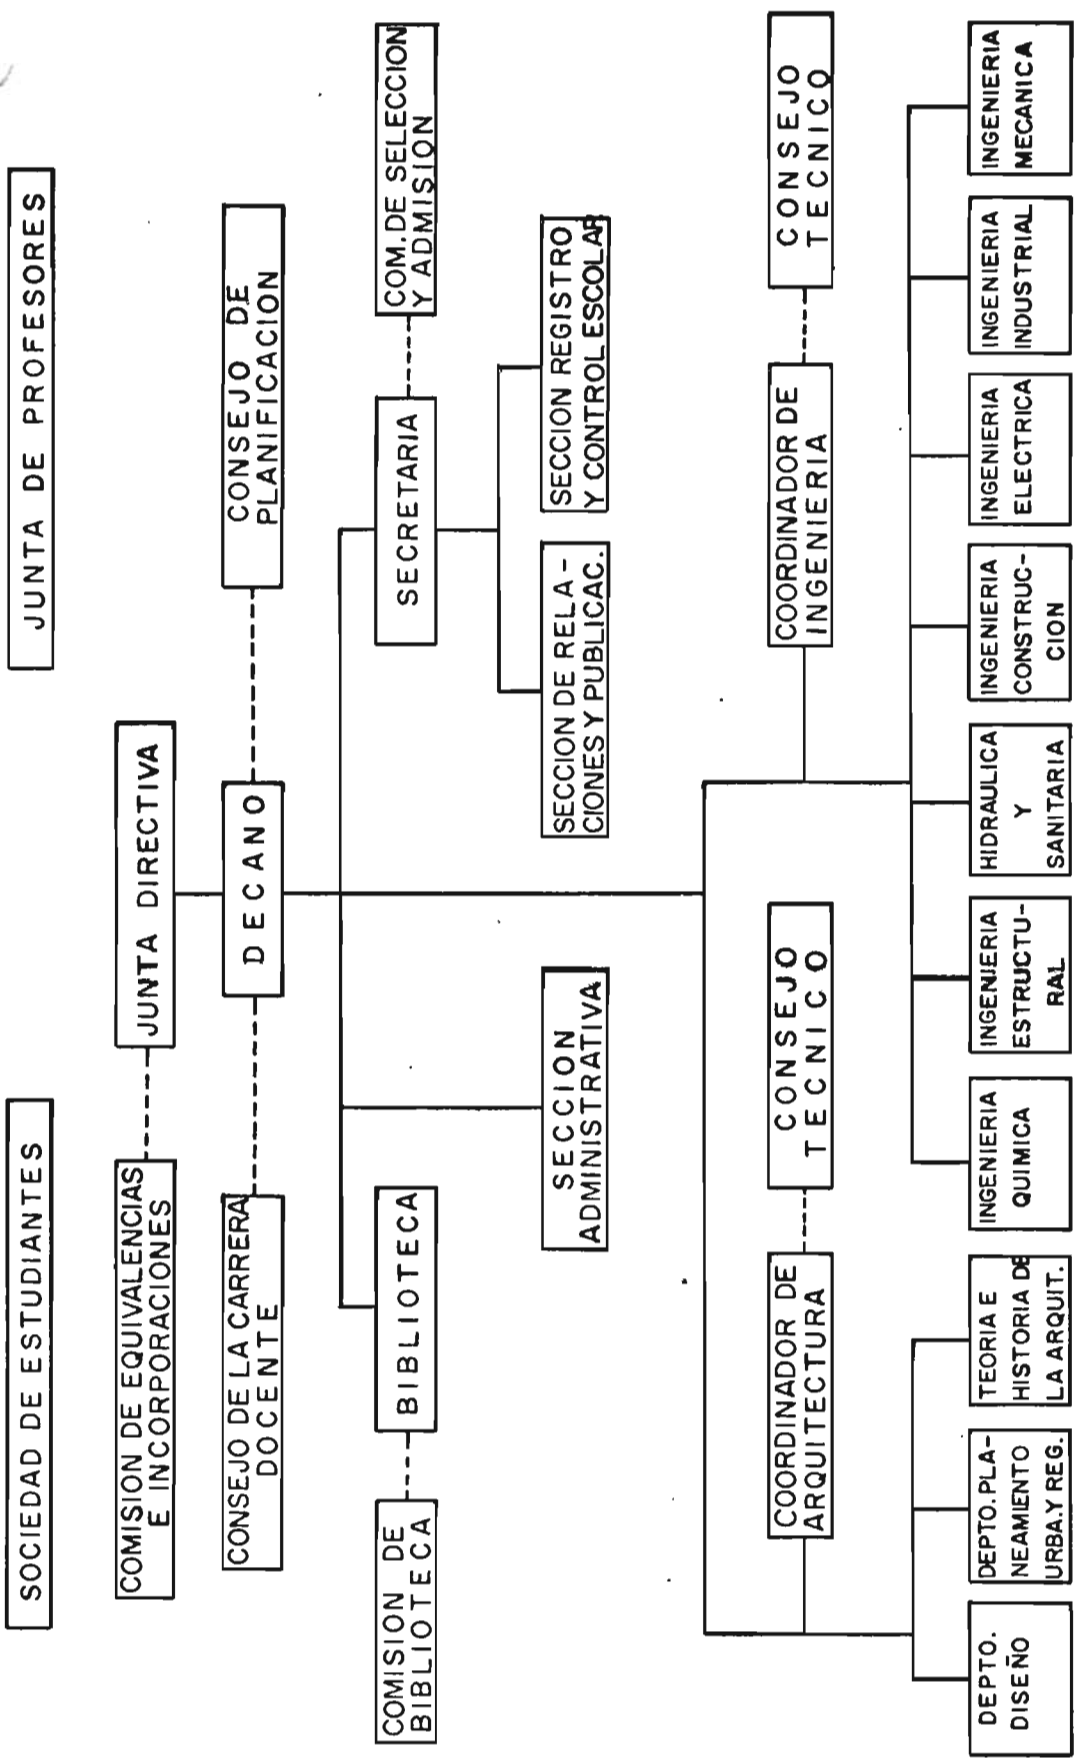 SOCIEDAD DE ESTUDIANTES
JUNTA DE PROFESORES
COMISION DE EQUIVALENCIAS
E INCORPORACIONES
JUNTA DIRECTIVA
CONSEJO DE LA CARRERA
DOCENTE
DECANO
CONSEJO DE
PLANIFICACION
COMISION DE
BIBLIOTECA
BIBLIOTECA
SECRETARIA
COM. DE SELECCION
Y ADMISION
SECCION
ADMINISTRATIVA
SECCION DE RELA-
CIONES Y PUBLICAC.
SECCION REGISTRO
Y CONTROL ESCOLAR
COORDINADOR DE
ARQUITECTURA
CONSEJO
TECNICO
COORDINADOR DE
INGENIERIA
CONSEJO
TECNICO
DEPTO.
DISEÑO
DEPTO. PLA-
NEAMIENTO
URBA. Y REG.
TEORIA E
HISTORIA DE
LA ARQUIT.
INGENIERIA
QUIMICA
INGENIERIA
ESTRUCTU-
RAL
HIDRAULICA
Y
SANITARIA
INGENIERIA
CONSTRUC-
CION
INGENIERIA
ELECTRICA
INGENIERIA
INDUSTRIAL
INGENIERIA
MECANICA